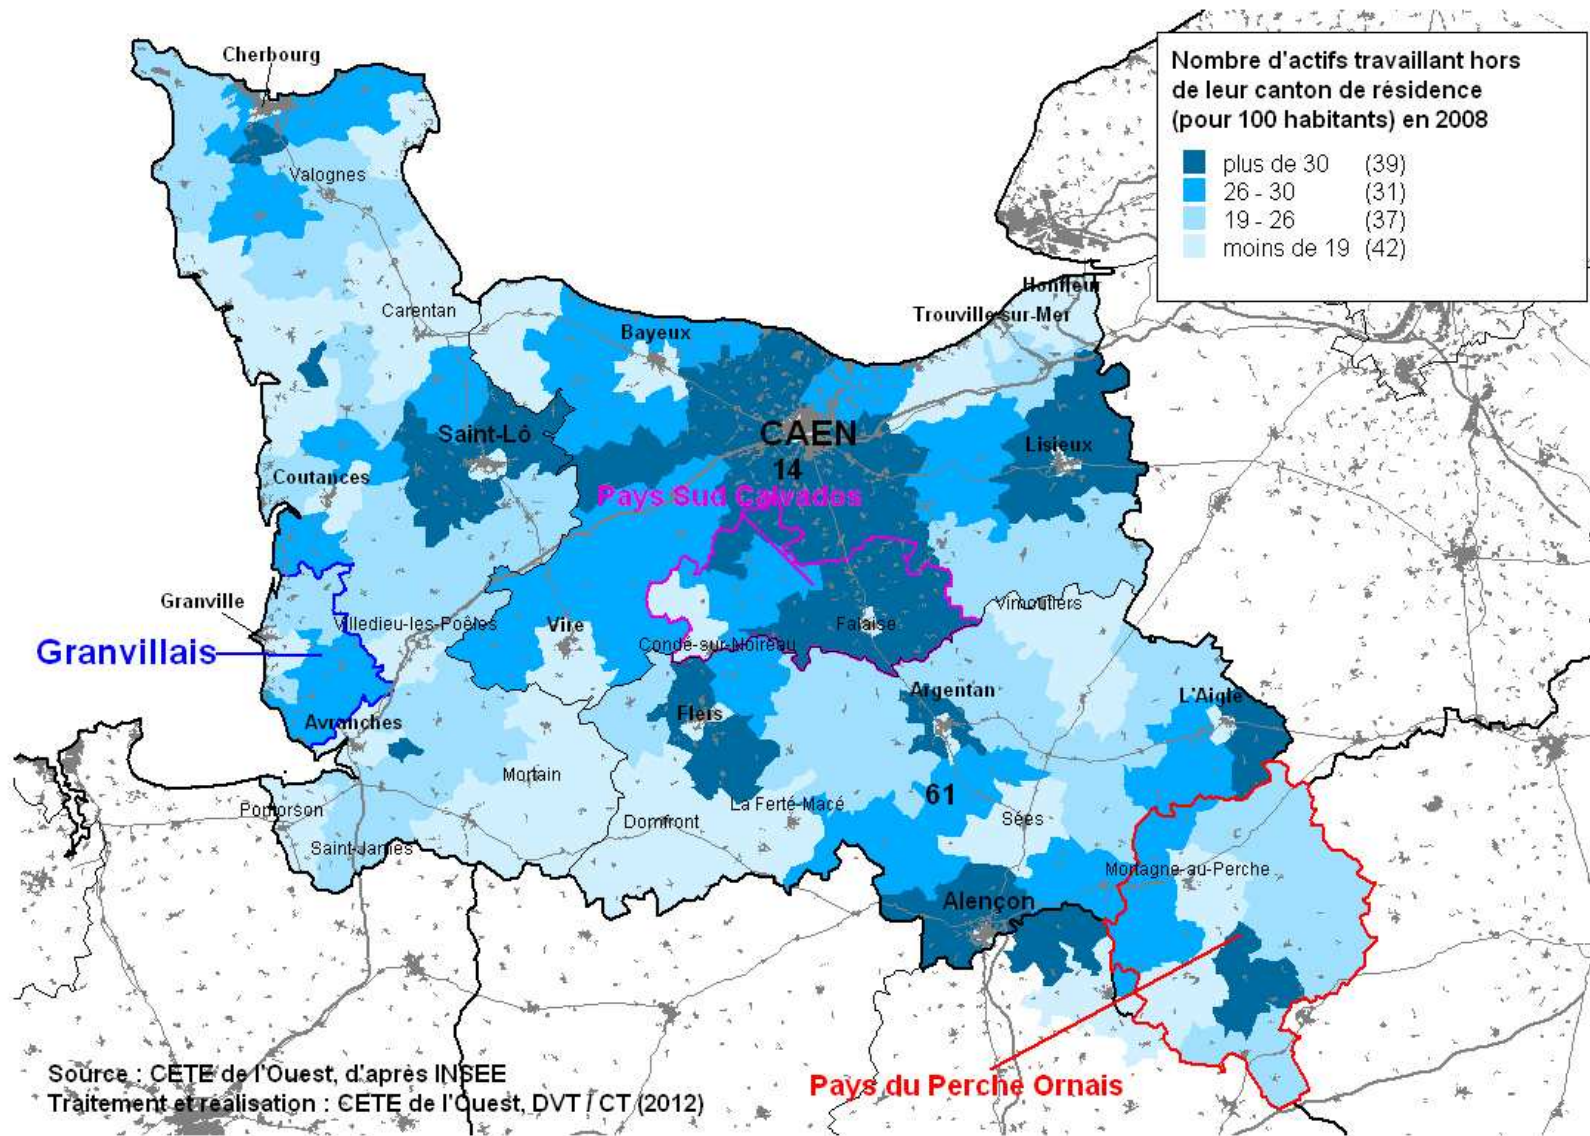 Nombre d'actifs travaillant hors
de leur canton de résidence
(pour 100 habitants) en 2008
plus de 30 (39)
26 - 30 (31)
19 - 26 (37)
moins de 19 (42)
Cherbourg
Valognes
Carentan
Honfleur
Trouville-sur-Mer
Bayeux
Saint-Lô
CAEN
14
Lisieux
Coutances
Pays Sud Calvados
Granville
Villedieu-les-Poêles
Vire
Condé-sur-Noireau
Falaise
Vimoutiers
Granvillais
Avranches
Flers
Argentan
L'Aigle
Mortain
La Ferté-Macé
61
Pontorson
Domfront
Sées
Saint-James
Mortagne-au-Perche
Alençon
Source : CETE de l'Ouest, d'après INSEE
Traitement et réalisation : CETE de l'Ouest, DVT / CT (2012)
Pays du Perche Ornais